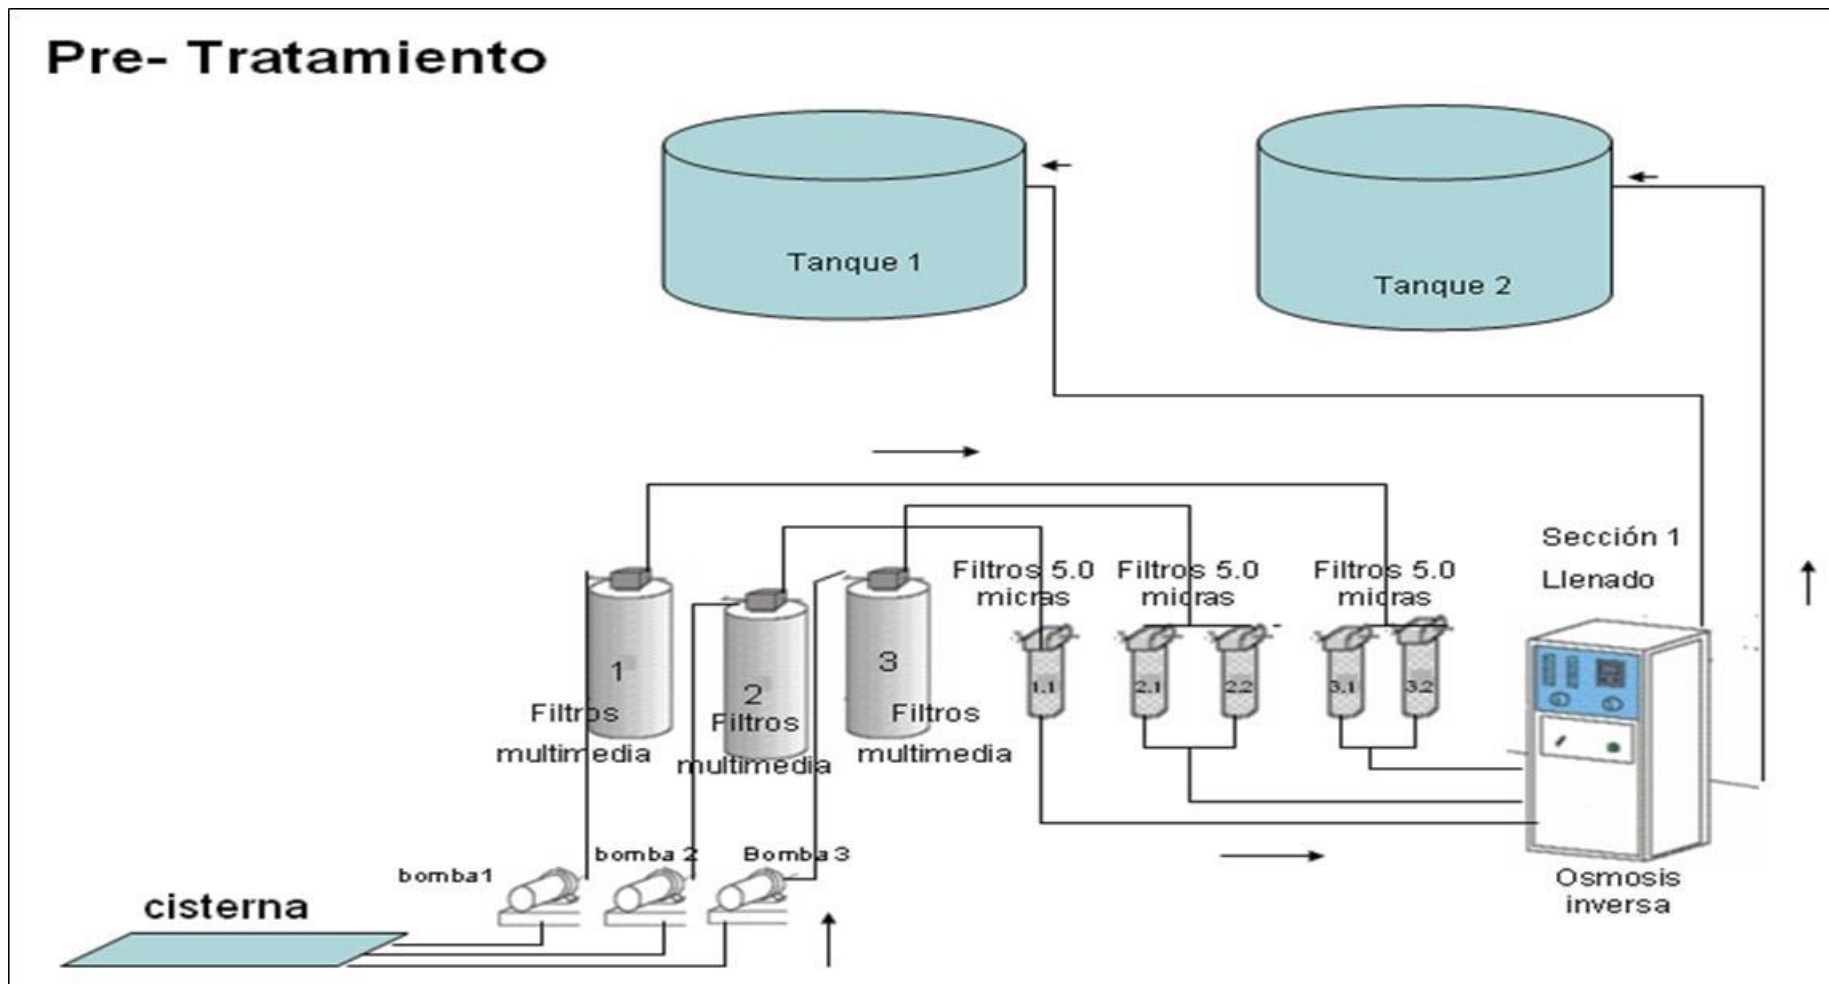 Pre- Tratamiento
Tanque 1
Tanque 2
Sección 1
Llenado
Filtros 5.0
micras
Filtros 5.0
micras
Filtros 5.0
micras
1
2
3
1.1
2.1
2.2
3.1
3.2
Filtros
multimedia
Filtros
multimedia
Filtros
multimedia
bomba1
bomba 2
Bomba 3
cisterna
Osmosis
inversa